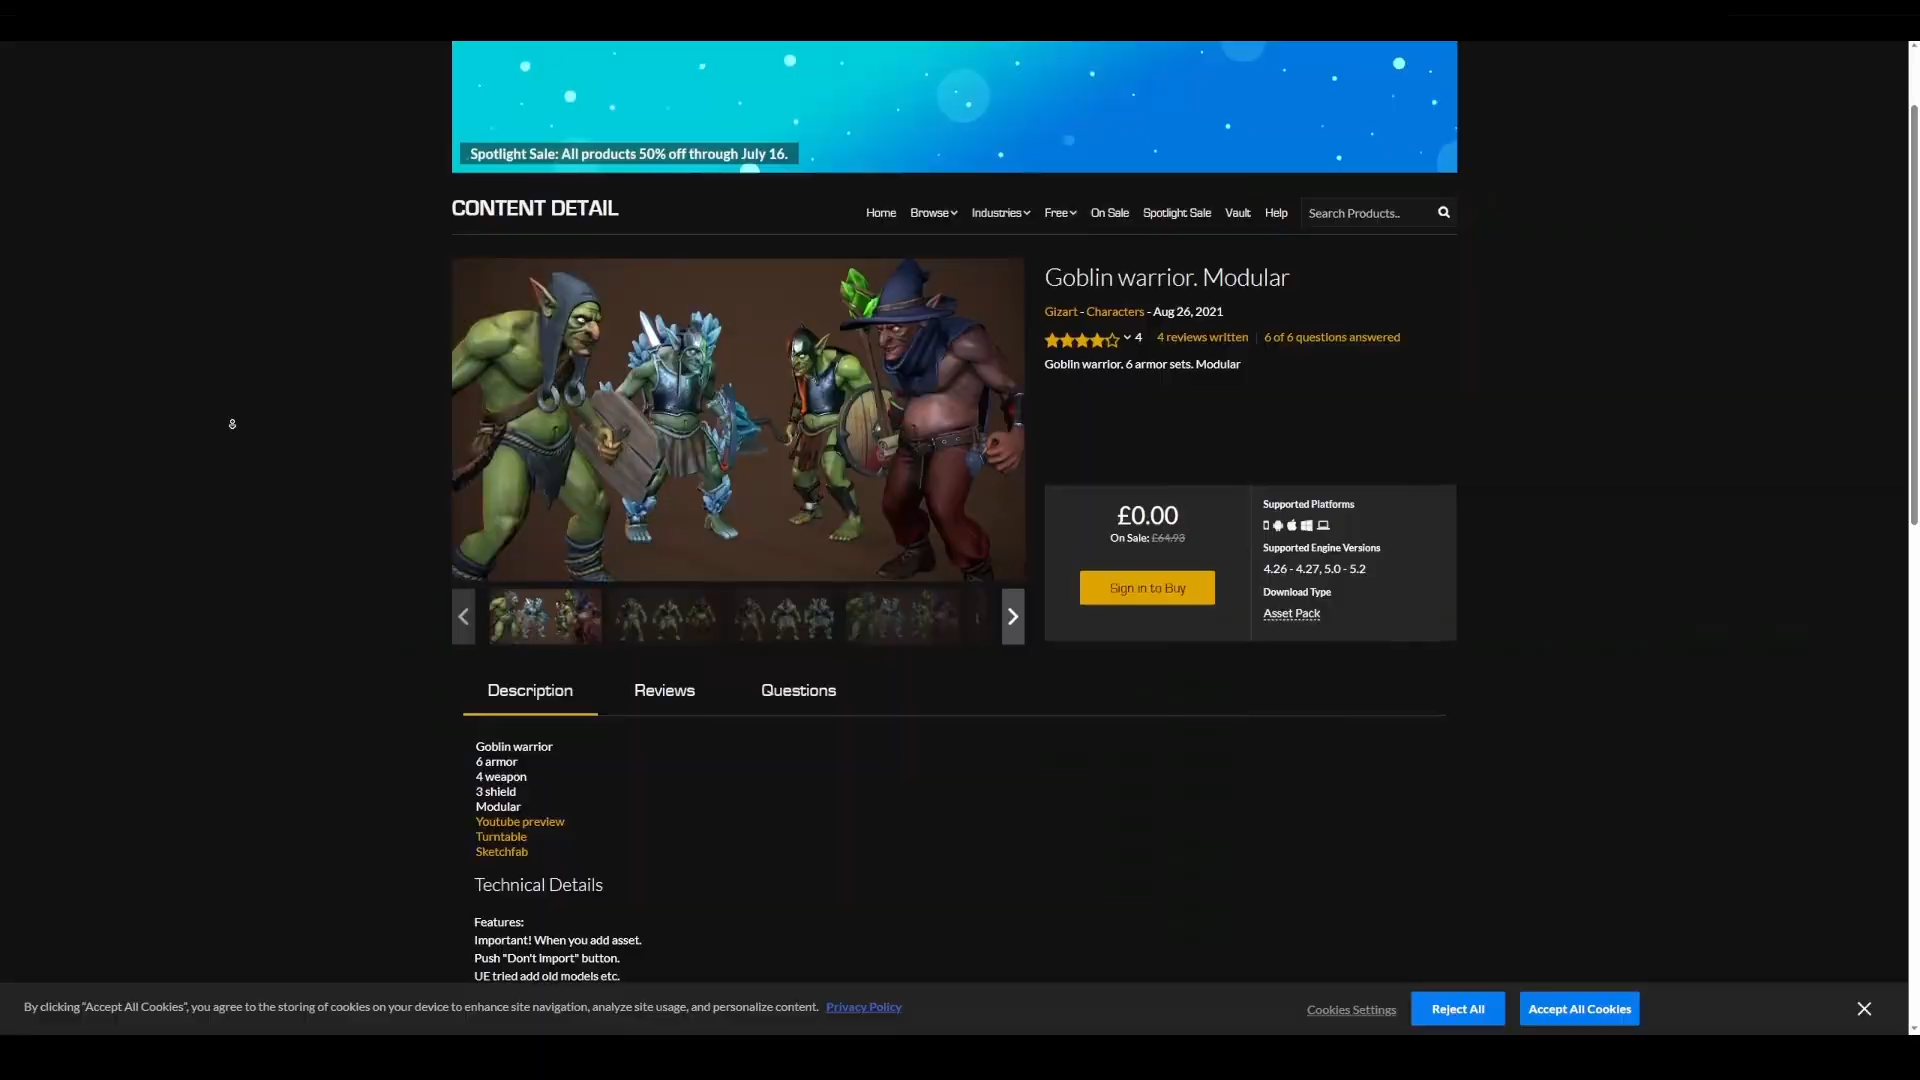 Spotlight Sale: All products 50% off through July 16.
CONTENT DETAIL
Home Browse Industries Free On Sale Spotlight Sale Vault Help Search Products..
Goblin warrior. Modular
Gizart - Characters - Aug 26, 2021
4 4 reviews written 6 of 6 questions answered
Goblin warrior. 6 armor sets. Modular
£0.00
On Sale: £64.93
Sign in to Buy
Supported Platforms
Supported Engine Versions
4.26 - 4.27, 5.0 - 5.2
Download Type
Asset Pack
Description Reviews Questions
Goblin warrior
6 armor
4 weapon
3 shield
Modular
Youtube preview
Turntable
Sketchfab
Technical Details
Features:
Important! When you add asset.
Push "Don't Import" button.
UE tried add old models etc.
By clicking “Accept All Cookies”, you agree to the storing of cookies on your device to enhance site navigation, analyze site usage, and personalize content. Privacy Policy
Cookies Settings Reject All Accept All Cookies